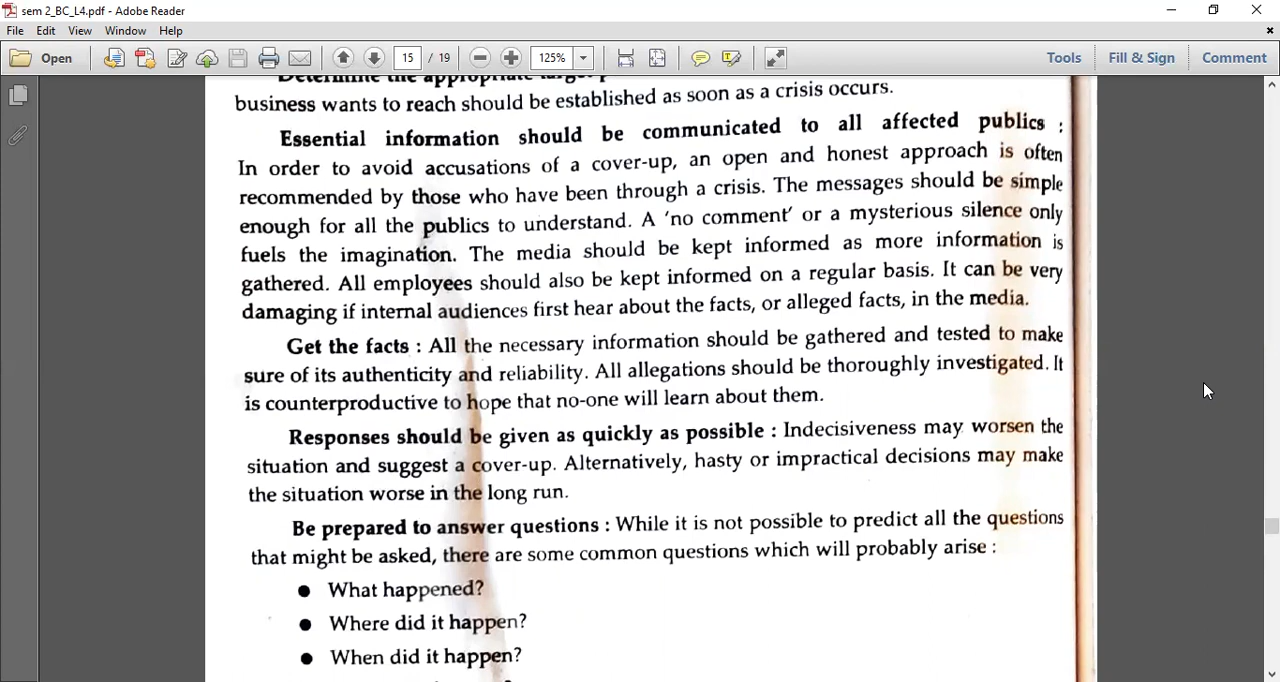 sem 2_BC_L4.pdf - Adobe Reader
File Edit View Window Help
Open 15 / 19 125% Tools Fill & Sign Comment
Determine the appropriate target
business wants to reach should be established as soon as a crisis occurs.
Essential information should be communicated to all affected publics :
In order to avoid accusations of a cover-up, an open and honest approach is often
recommended by those who have been through a crisis. The messages should be simple
enough for all the publics to understand. A 'no comment' or a mysterious silence only
fuels the imagination. The media should be kept informed as more information is
gathered. All employees should also be kept informed on a regular basis. It can be very
damaging if internal audiences first hear about the facts, or alleged facts, in the media.
Get the facts : All the necessary information should be gathered and tested to make
sure of its authenticity and reliability. All allegations should be thoroughly investigated. It
is counterproductive to hope that no-one will learn about them.
Responses should be given as quickly as possible : Indecisiveness may worsen the
situation and suggest a cover-up. Alternatively, hasty or impractical decisions may make
the situation worse in the long run.
Be prepared to answer questions : While it is not possible to predict all the questions
that might be asked, there are some common questions which will probably arise :
● What happened?
● Where did it happen?
● When did it happen?